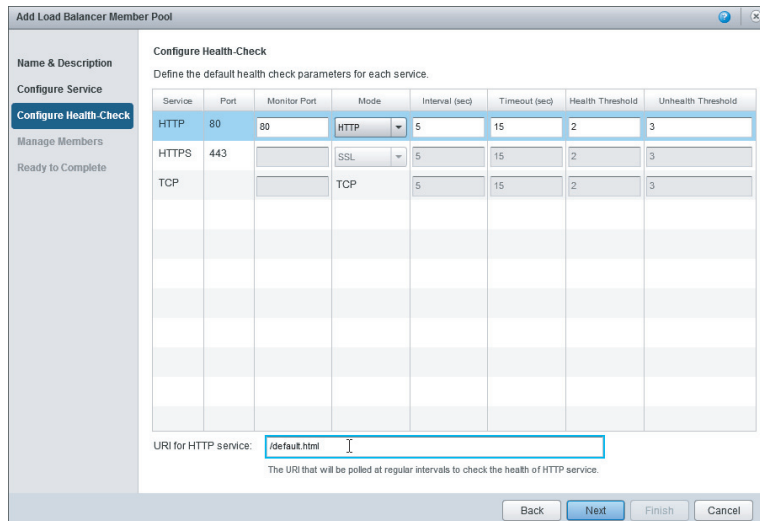 Add Load Balancer Member Pool
Name & Description
Configure Service
Configure Health-Check
Manage Members
Ready to Complete
Configure Health-Check
Define the default health check parameters for each service.
Service Port Monitor Port Mode Interval (sec) Timeout (sec) Health Threshold Unhealth Threshold
HTTP 80 80 HTTP 5 15 2 3
HTTPS 443 SSL 5 15 2 3
TCP TCP 5 15 2 3
URI for HTTP service: /default.html
The URI that will be polled at regular intervals to check the health of HTTP service.
Back Next Finish Cancel